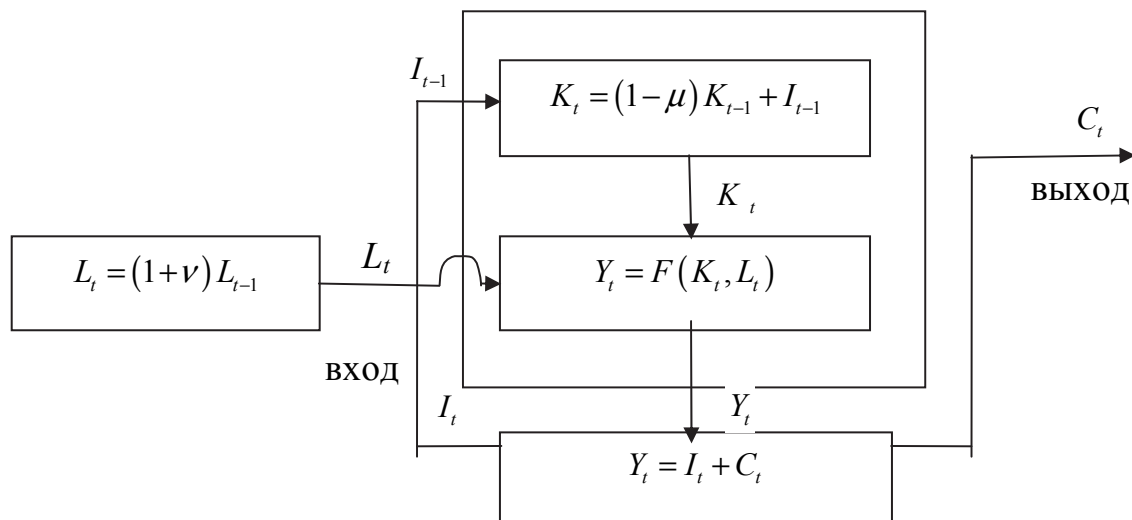 I_{t-1}
K_t = (1-μ) K_{t-1} + I_{t-1}
C_t
выход
K_t
L_t = (1+ν) L_{t-1}
L_t
Y_t = F(K_t, L_t)
вход
I_t
Y_t
Y_t = I_t + C_t